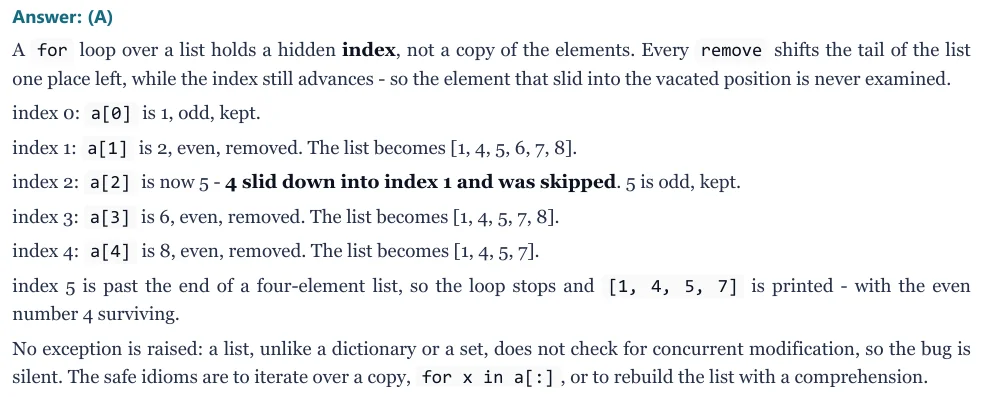 Answer: (A)
A for loop over a list holds a hidden index, not a copy of the elements. Every remove shifts the tail of the list
one place left, while the index still advances - so the element that slid into the vacated position is never examined.
index 0: a[0] is 1, odd, kept.
index 1: a[1] is 2, even, removed. The list becomes [1, 4, 5, 6, 7, 8].
index 2: a[2] is now 5 - 4 slid down into index 1 and was skipped. 5 is odd, kept.
index 3: a[3] is 6, even, removed. The list becomes [1, 4, 5, 7, 8].
index 4: a[4] is 8, even, removed. The list becomes [1, 4, 5, 7].
index 5 is past the end of a four-element list, so the loop stops and [1, 4, 5, 7] is printed - with the even
number 4 surviving.
No exception is raised: a list, unlike a dictionary or a set, does not check for concurrent modification, so the bug is
silent. The safe idioms are to iterate over a copy, for x in a[:] , or to rebuild the list with a comprehension.